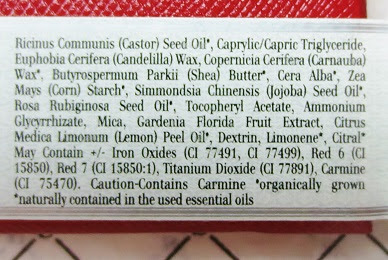 Ricinus Communis (Castor) Seed Oil*, Caprylic/Capric Triglyceride,
Euphobia Cerifera (Candelilla) Wax, Copernicia Cerifera (Carnauba)
Wax*, Butyrospermum Parkii (Shea) Butter*, Cera Alba*, Zea
Mays (Corn) Starch*, Simmondsia Chinensis (Jojoba) Seed Oil*,
Rosa Rubiginosa Seed Oil*, Tocopheryl Acetate, Ammonium
Glycyrrhizate, Mica, Gardenia Florida Fruit Extract, Citrus
Medica Limonum (Lemon) Peel Oil*, Dextrin, Limonene*, Citral*
May Contain +/- Iron Oxides (CI 77491, CI 77499), Red 6 (CI
15850), Red 7 (CI 15850:1), Titanium Dioxide (CI 77891), Carmine
(CI 75470). Caution-Contains Carmine *organically grown
*naturally contained in the used essential oils